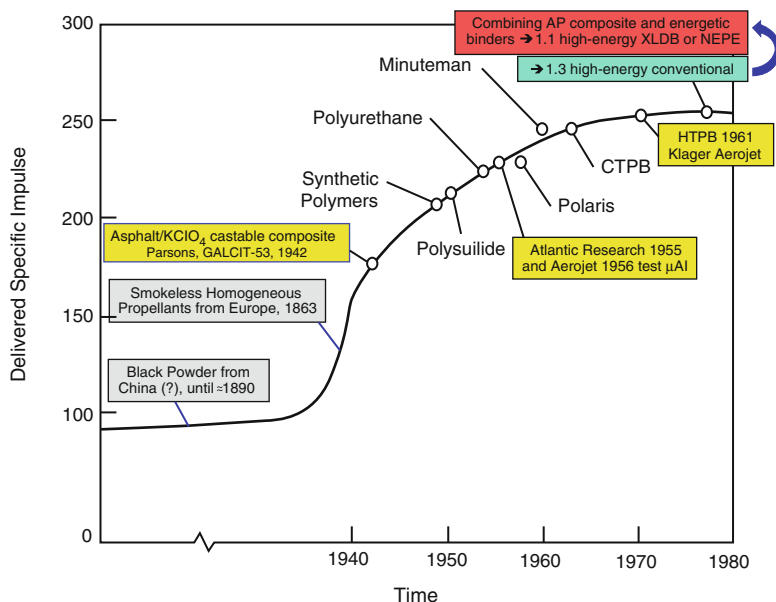 300
250
200
150
100
0
Delivered Specific Impulse
Combining AP composite and energetic
binders ➔ 1.1 high-energy XLDB or NEPE
➔ 1.3 high-energy conventional
Minuteman
Polyurethane
HTPB 1961
Klager Aerojet
CTPB
Synthetic
Polymers
Polaris
Asphalt/KClO₄ castable composite
Parsons, GALCIT-53, 1942
Polysuilide
Atlantic Research 1955
and Aerojet 1956 test µAl
Smokeless Homogeneous
Propellants from Europe, 1863
Black Powder from
China (?), until ≈1890
1940
1950
1960
1970
1980
Time